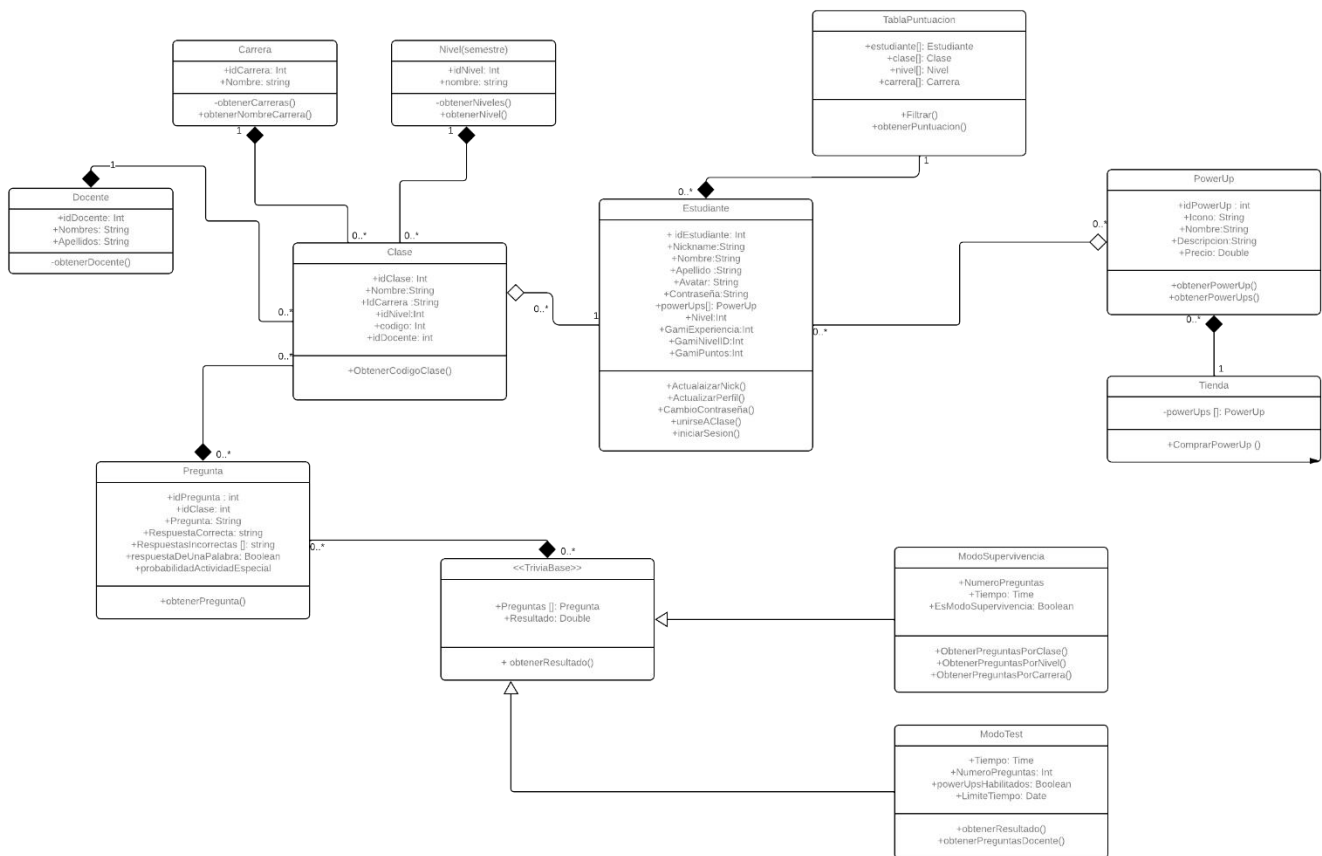 TablaPuntuacion
+estudiante[]: Estudiante
+clase[]: Clase
+nivel[]: Nivel
+carrera[]: Carrera
+Filtrar()
+obtenerPuntuacion()
1
Carrera
+idCarrera: Int
+Nombre: string
-obtenerCarreras()
+obtenerNombreCarrera()
1
Nivel(semestre)
+idNivel: Int
+nombre: string
-obtenerNiveles()
+obtenerNivel()
1
Docente
+idDocente: Int
+Nombres: String
+Apellidos: String
-obtenerDocente()
1
0..*
0..*
0..*
Clase
+idClase: Int
+Nombre:String
+IdCarrera :String
+idNivel:Int
+codigo: Int
+idDocente: int
+ObtenerCodigoClase()
0..*
0..*
1
0..*
Estudiante
+ idEstudiante: Int
+Nickname:String
+Nombre:String
+Apellido :String
+Avatar: String
+Contraseña:String
+powerUps[]: PowerUp
+Nivel:Int
+GamiExperiencia:Int
+GamiNivelID:Int
+GamiPuntos:Int
+ActualaizarNick()
+ActualizarPerfil()
+CambioContraseña()
+unirseAClase()
+iniciarSesion()
0..*
0..*
PowerUp
+idPowerUp : int
+Icono: String
+Nombre:String
+Descripcion:String
+Precio: Double
+obtenerPowerUp()
+obtenerPowerUps()
0..*
1
Tienda
-powerUps []: PowerUp
+ComprarPowerUp ()
0..*
Pregunta
+idPregunta : int
+idClase: int
+Pregunta: String
+RespuestaCorrecta: string
+RespuestasIncorrectas []: string
+respuestaDeUnaPalabra: Boolean
+probabilidadActividadEspecial
+obtenerPregunta()
0..*
0..*
<<TriviaBase>>
+Preguntas []: Pregunta
+Resultado: Double
+ obtenerResultado()
ModoSupervivencia
+NumeroPreguntas
+Tiempo: Time
+EsModoSupervivencia: Boolean
+ObtenerPreguntasPorClase()
+ObtenerPreguntasPorNivel()
+ObtenerPreguntasPorCarrera()
ModoTest
+Tiempo: Time
+NumeroPreguntas: Int
+powerUpsHabilitados: Boolean
+LimiteTiempo: Date
+obtenerResultado()
+obtenerPreguntasDocente()